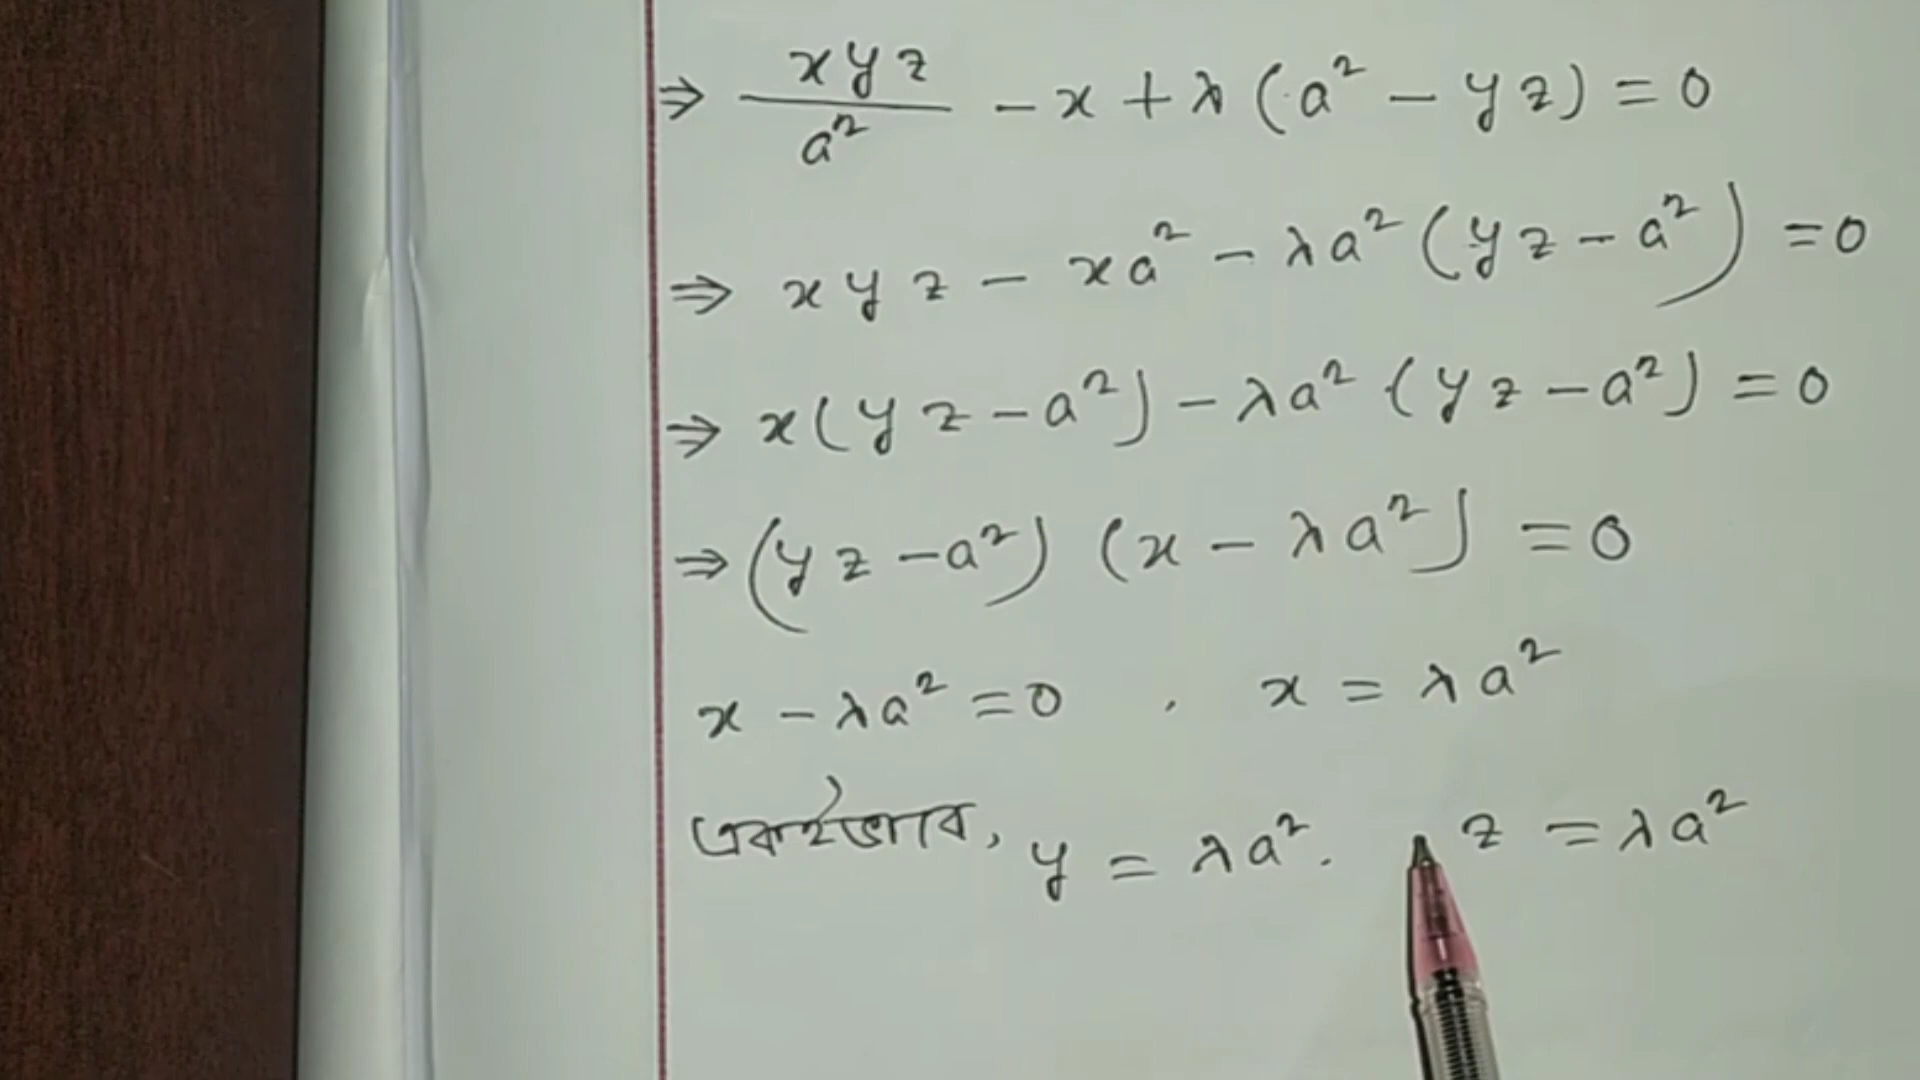 ⇒ xyz/a² - x + λ(a² - yz) = 0
⇒ xyz - xa² - λa²(yz - a²) = 0
⇒ x(yz - a²) - λa²(yz - a²) = 0
⇒ (yz - a²) (x - λa²) = 0
x - λa² = 0 , x = λa²
একইভাবে, y = λa². z = λa²